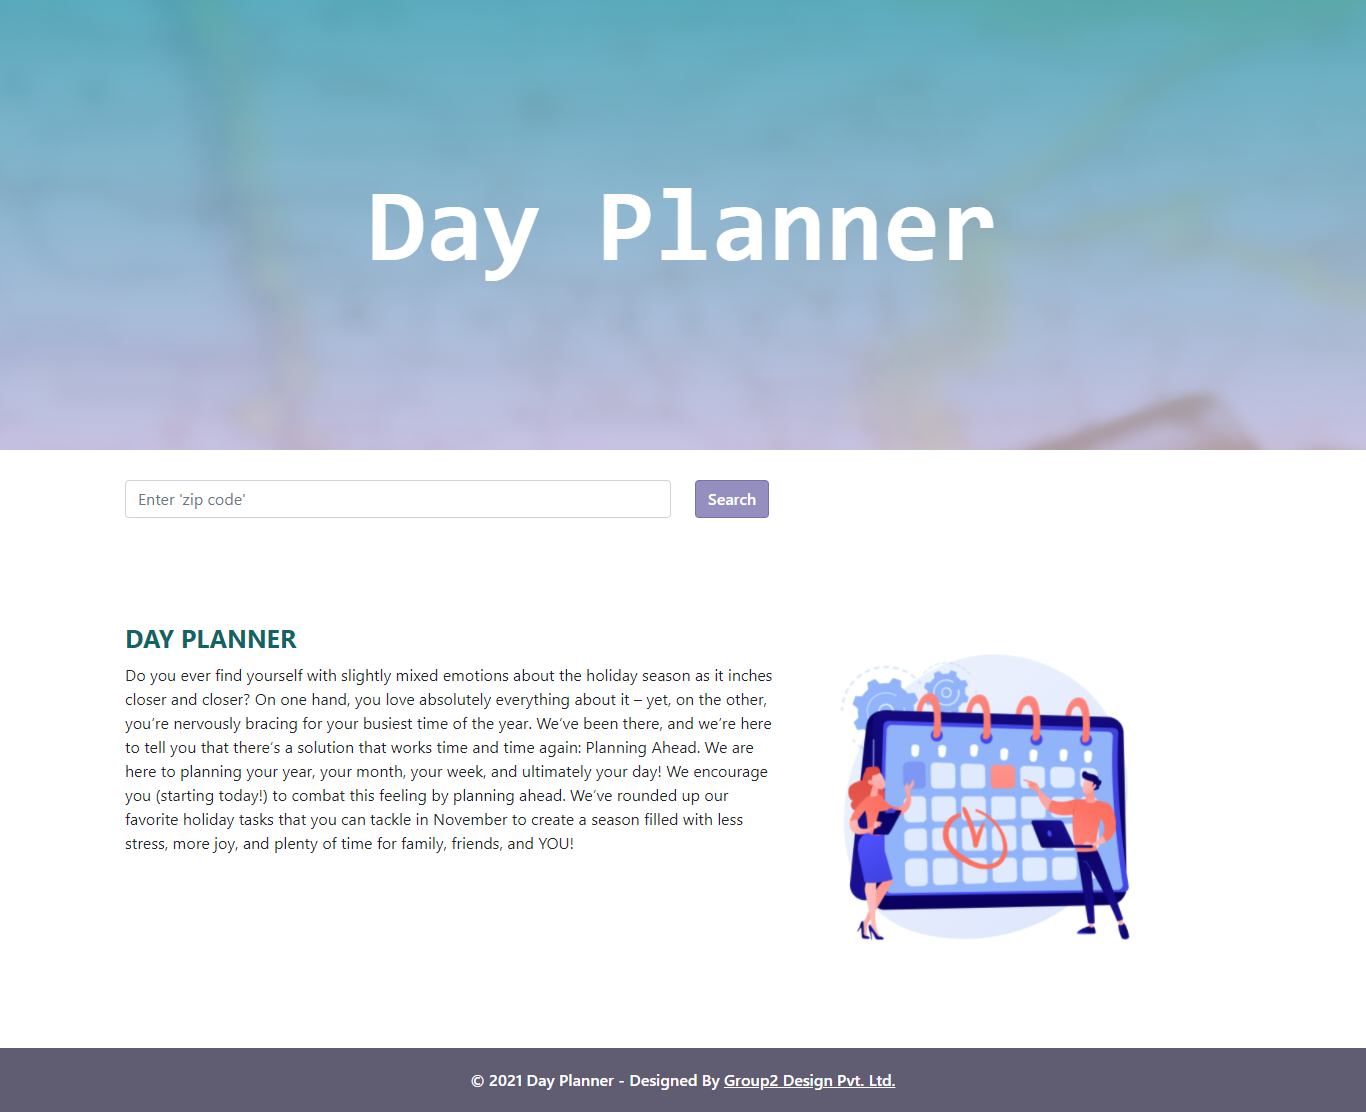 Day Planner
Enter 'zip code'
Search
DAY PLANNER
Do you ever find yourself with slightly mixed emotions about the holiday season as it inches
closer and closer? On one hand, you love absolutely everything about it – yet, on the other,
you’re nervously bracing for your busiest time of the year. We’ve been there, and we’re here
to tell you that there’s a solution that works time and time again: Planning Ahead. We are
here to planning your year, your month, your week, and ultimately your day! We encourage
you (starting today!) to combat this feeling by planning ahead. We’ve rounded up our
favorite holiday tasks that you can tackle in November to create a season filled with less
stress, more joy, and plenty of time for family, friends, and YOU!
© 2021 Day Planner - Designed By Group2 Design Pvt. Ltd.